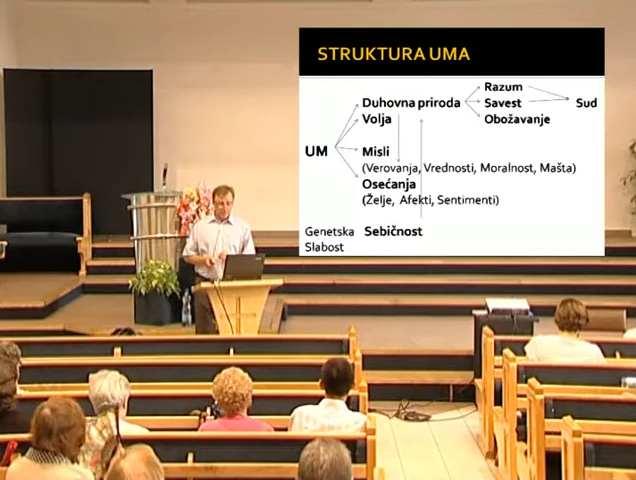 STRUKTURA UMA
Razum
Duhovna priroda Savest Sud
Volja Obožavanje
UM Misli
(Verovanja, Vrednosti, Moralnost, Mašta)
Osećanja
(Želje, Afekti, Sentimenti)
Genetska Sebičnost
Slabost